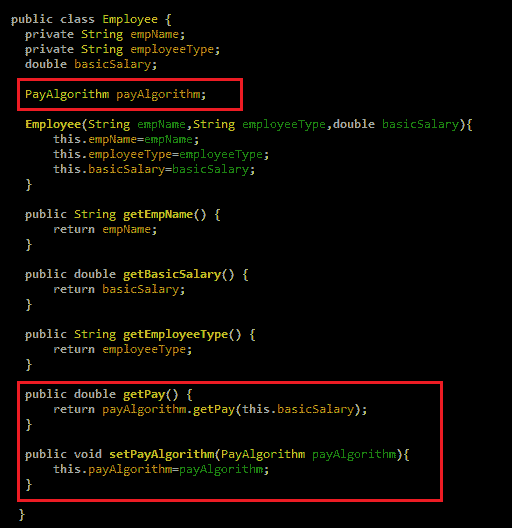 public class Employee {
private String empName;
private String employeeType;
double basicSalary;
PayAlgorithm payAlgorithm;
Employee(String empName,String employeeType,double basicSalary){
this.empName=empName;
this.employeeType=employeeType;
this.basicSalary=basicSalary;
}
public String getEmpName() {
return empName;
}
public double getBasicSalary() {
return basicSalary;
}
public String getEmployeeType() {
return employeeType;
}
public double getPay() {
return payAlgorithm.getPay(this.basicSalary);
}
public void setPayAlgorithm(PayAlgorithm payAlgorithm){
this.payAlgorithm=payAlgorithm;
}
}